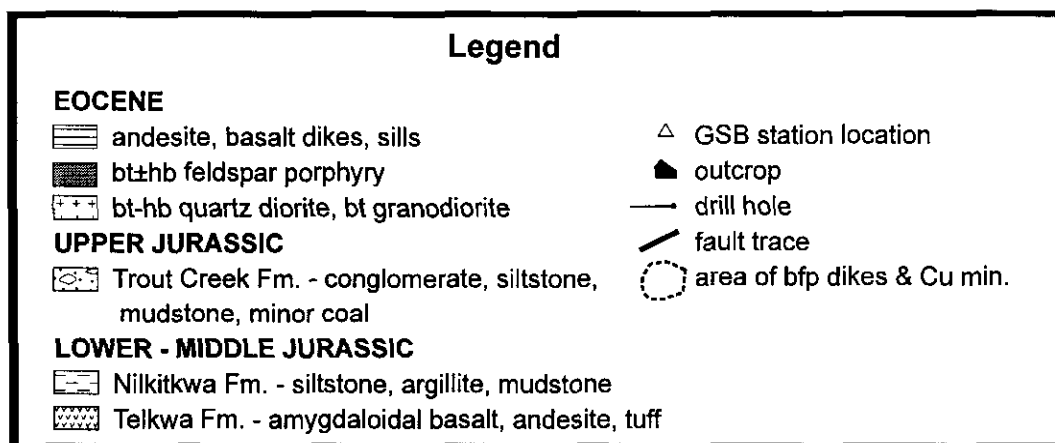 Legend
EOCENE
andesite, basalt dikes, sills
bt±hb feldspar porphyry
bt-hb quartz diorite, bt granodiorite
UPPER JURASSIC
Trout Creek Fm. - conglomerate, siltstone,
mudstone, minor coal
LOWER - MIDDLE JURASSIC
Nilkitkwa Fm. - siltstone, argillite, mudstone
Telkwa Fm. - amygdaloidal basalt, andesite, tuff
GSB station location
outcrop
drill hole
fault trace
area of bfp dikes & Cu min.